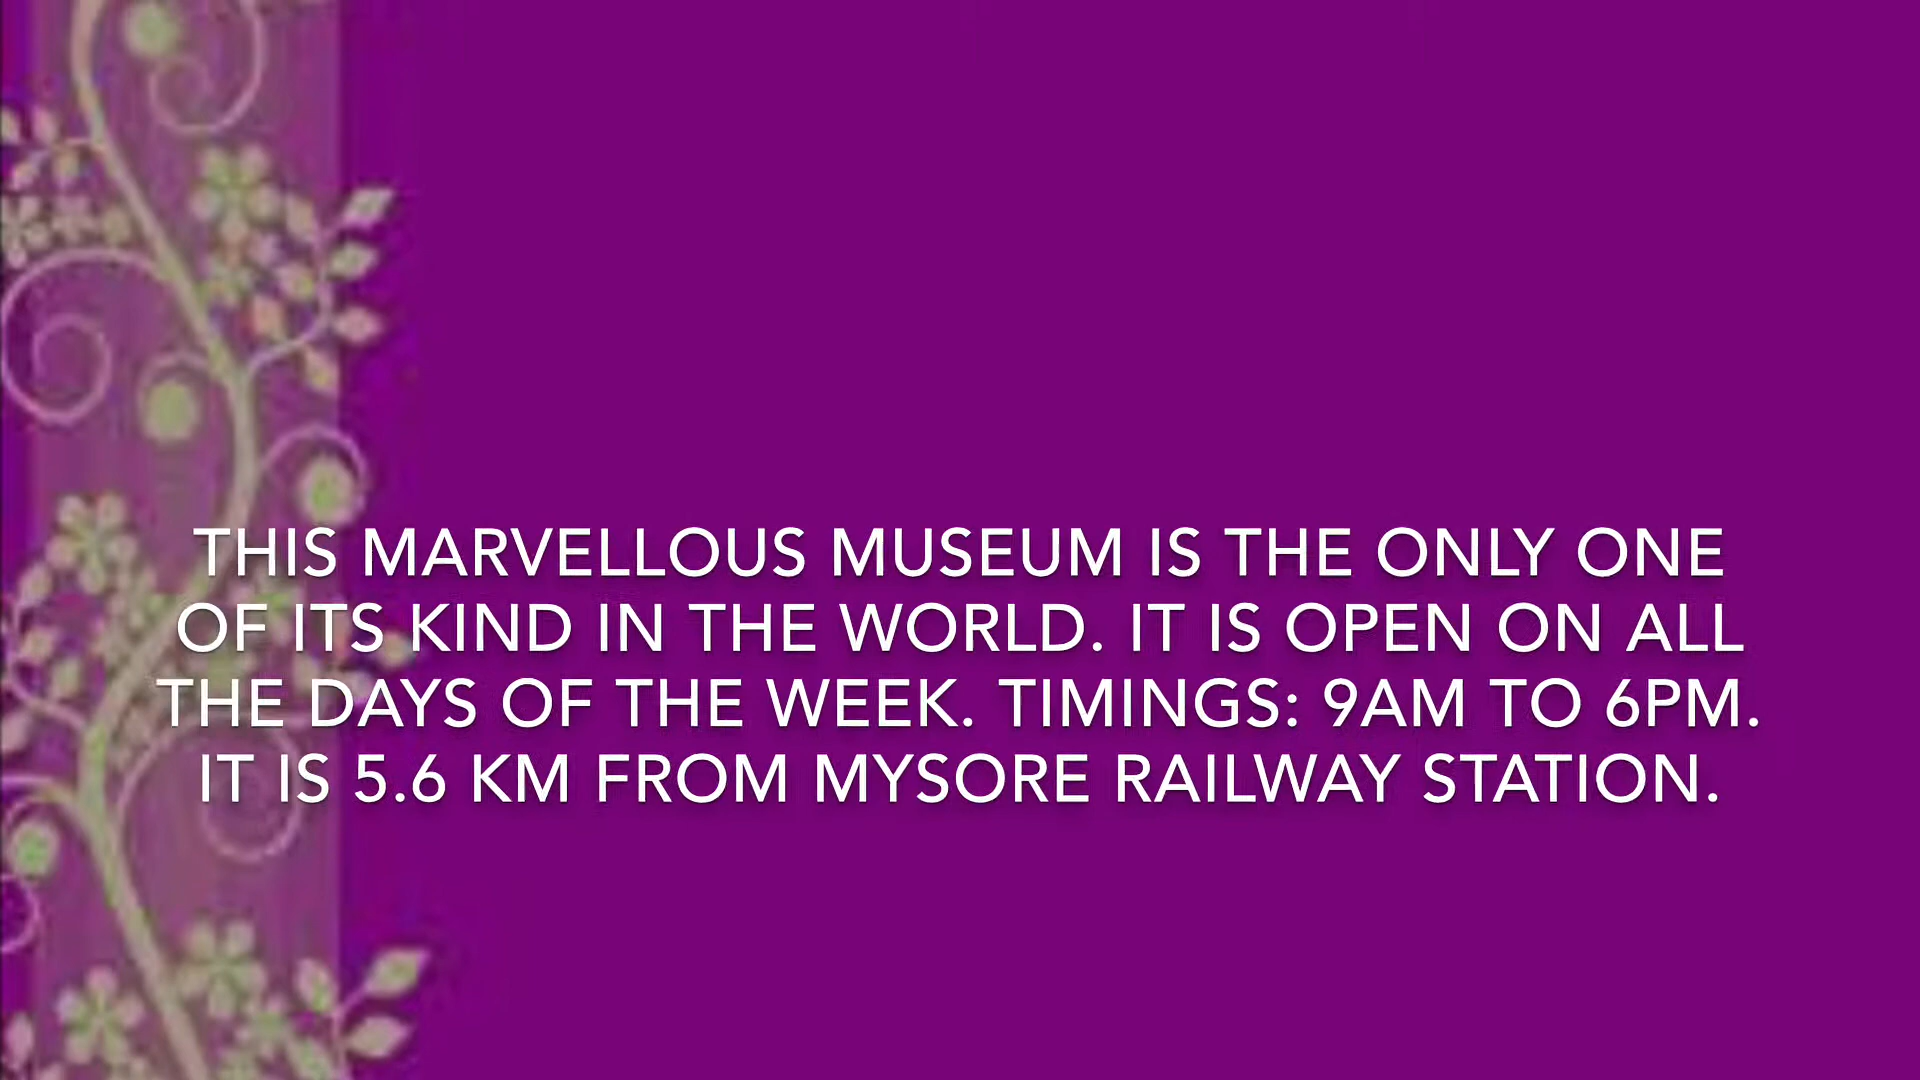 THIS MARVELLOUS MUSEUM IS THE ONLY ONE
OF ITS KIND IN THE WORLD. IT IS OPEN ON ALL
THE DAYS OF THE WEEK. TIMINGS: 9AM TO 6PM.
IT IS 5.6 KM FROM MYSORE RAILWAY STATION.